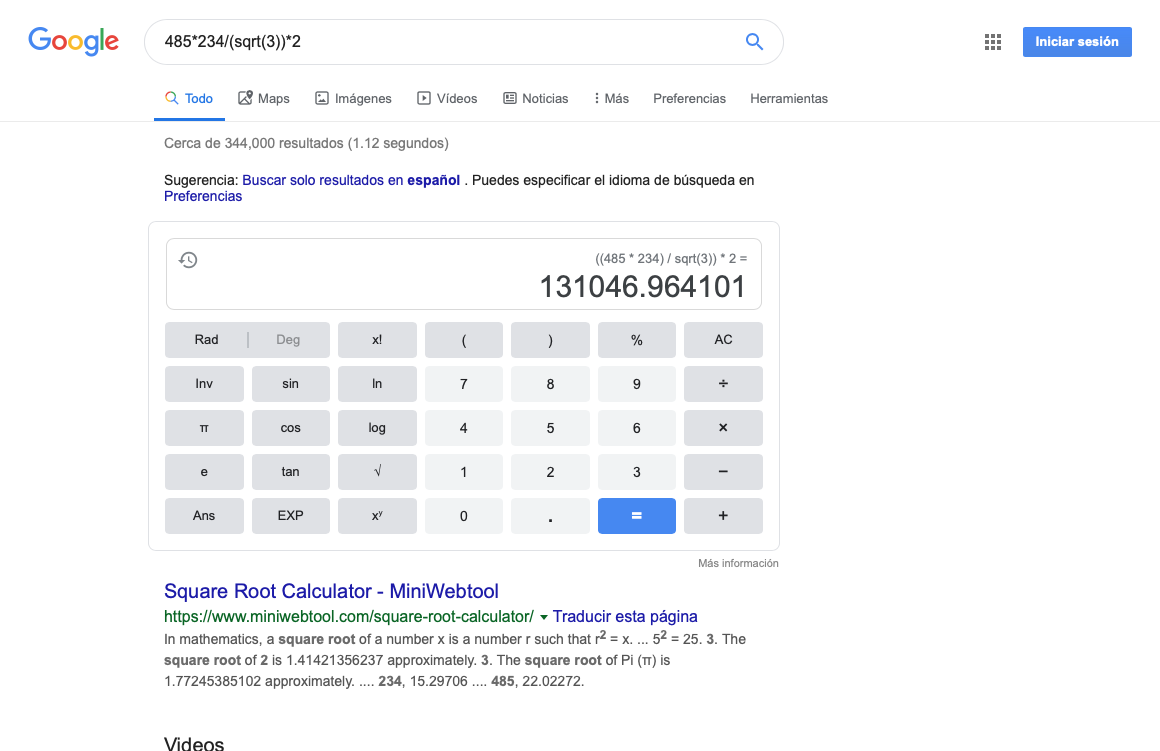 Google
485*234/(sqrt(3))*2
Iniciar sesión
Todo Maps Imágenes Vídeos Noticias Más Preferencias Herramientas
Cerca de 344,000 resultados (1.12 segundos)
Sugerencia: Buscar solo resultados en español . Puedes especificar el idioma de búsqueda en
Preferencias
((485 * 234) / sqrt(3)) * 2 =
131046.964101
Rad | Deg x! ( ) % AC
Inv sin ln 7 8 9 ÷
π cos log 4 5 6 ×
e tan √ 1 2 3 −
Ans EXP xʸ 0 . = +
Más información
Square Root Calculator - MiniWebtool
https://www.miniwebtool.com/square-root-calculator/ Traducir esta página
In mathematics, a square root of a number x is a number r such that r² = x. ... 5² = 25. 3. The
square root of 2 is 1.41421356237 approximately. 3. The square root of Pi (π) is
1.77245385102 approximately. .... 234, 15.29706 .... 485, 22.02272.
Videos